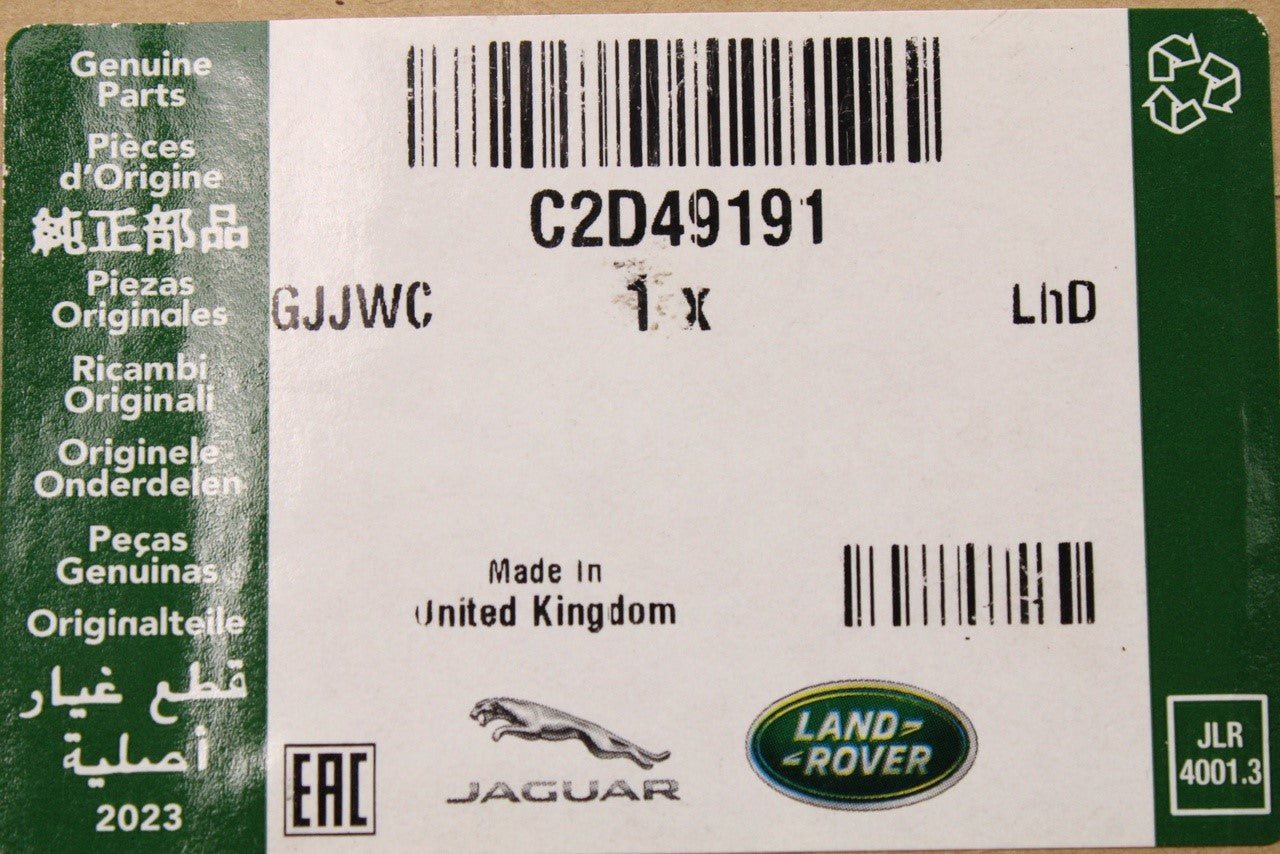 Genuine
Parts
Pièces
d'Origine
純正部品
Piezas
Originales
Ricambi
Originali
Originele
Onderdelen
Peças
Genuinas
Originalteile
قطع غيار
أصلية
2023
C2D49191
GJJWC 1 x LhD
Made In
United Kingdom
EAC
JAGUAR
LAND
ROVER
JLR
4001.3